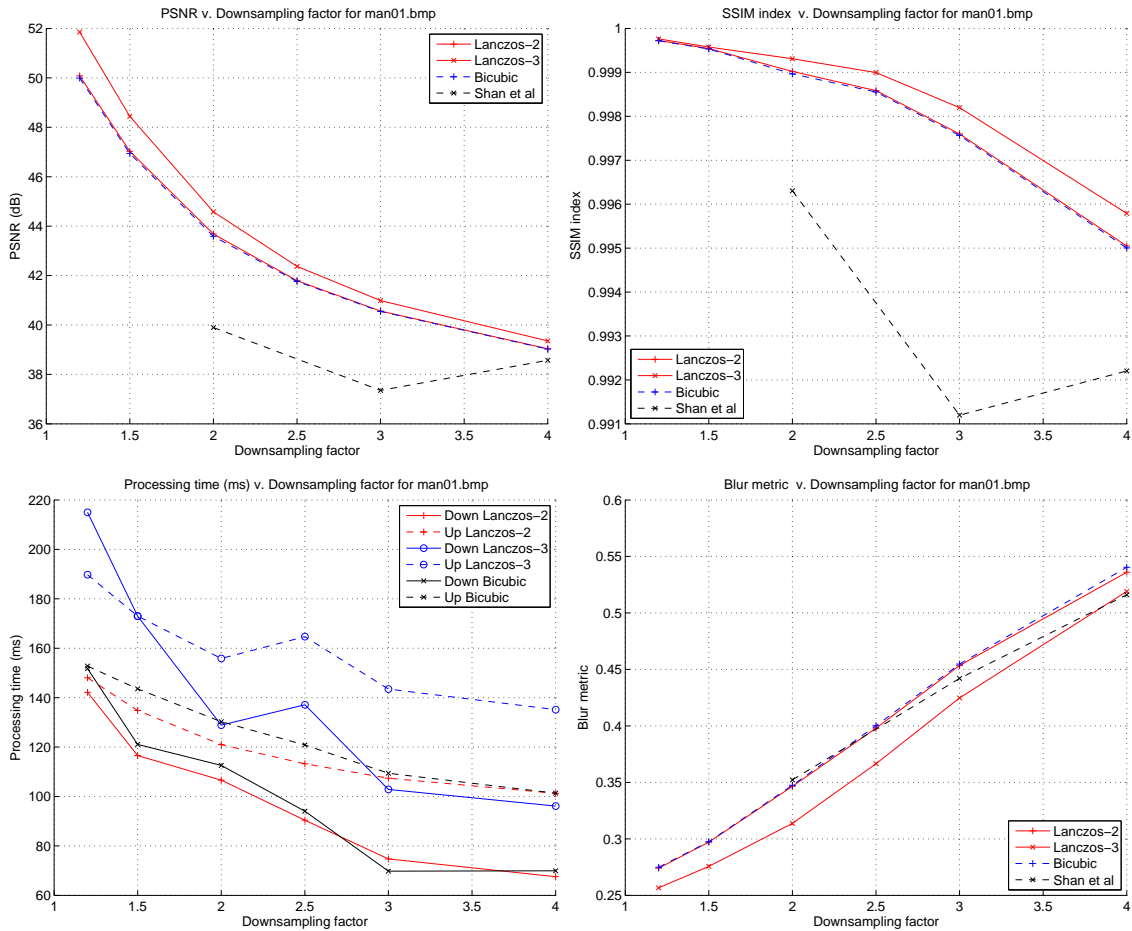 PSNR v. Downsampling factor for man01.bmp
52
50
48
46
44
42
40
38
36
PSNR (dB)
1 1.5 2 2.5 3 3.5 4
Downsampling factor
Lanczos-2
Lanczos-3
Bicubic
Shan et al
SSIM index v. Downsampling factor for man01.bmp
1
0.999
0.998
0.997
0.996
0.995
0.994
0.993
0.992
0.991
SSIM index
1 1.5 2 2.5 3 3.5 4
Downsampling factor
Lanczos-2
Lanczos-3
Bicubic
Shan et al
Processing time (ms) v. Downsampling factor for man01.bmp
220
200
180
160
140
120
100
80
60
Processing time (ms)
1 1.5 2 2.5 3 3.5 4
Downsampling factor
Down Lanczos-2
Up Lanczos-2
Down Lanczos-3
Up Lanczos-3
Down Bicubic
Up Bicubic
Blur metric v. Downsampling factor for man01.bmp
0.6
0.55
0.5
0.45
0.4
0.35
0.3
0.25
Blur metric
1 1.5 2 2.5 3 3.5 4
Downsampling factor
Lanczos-2
Lanczos-3
Bicubic
Shan et al